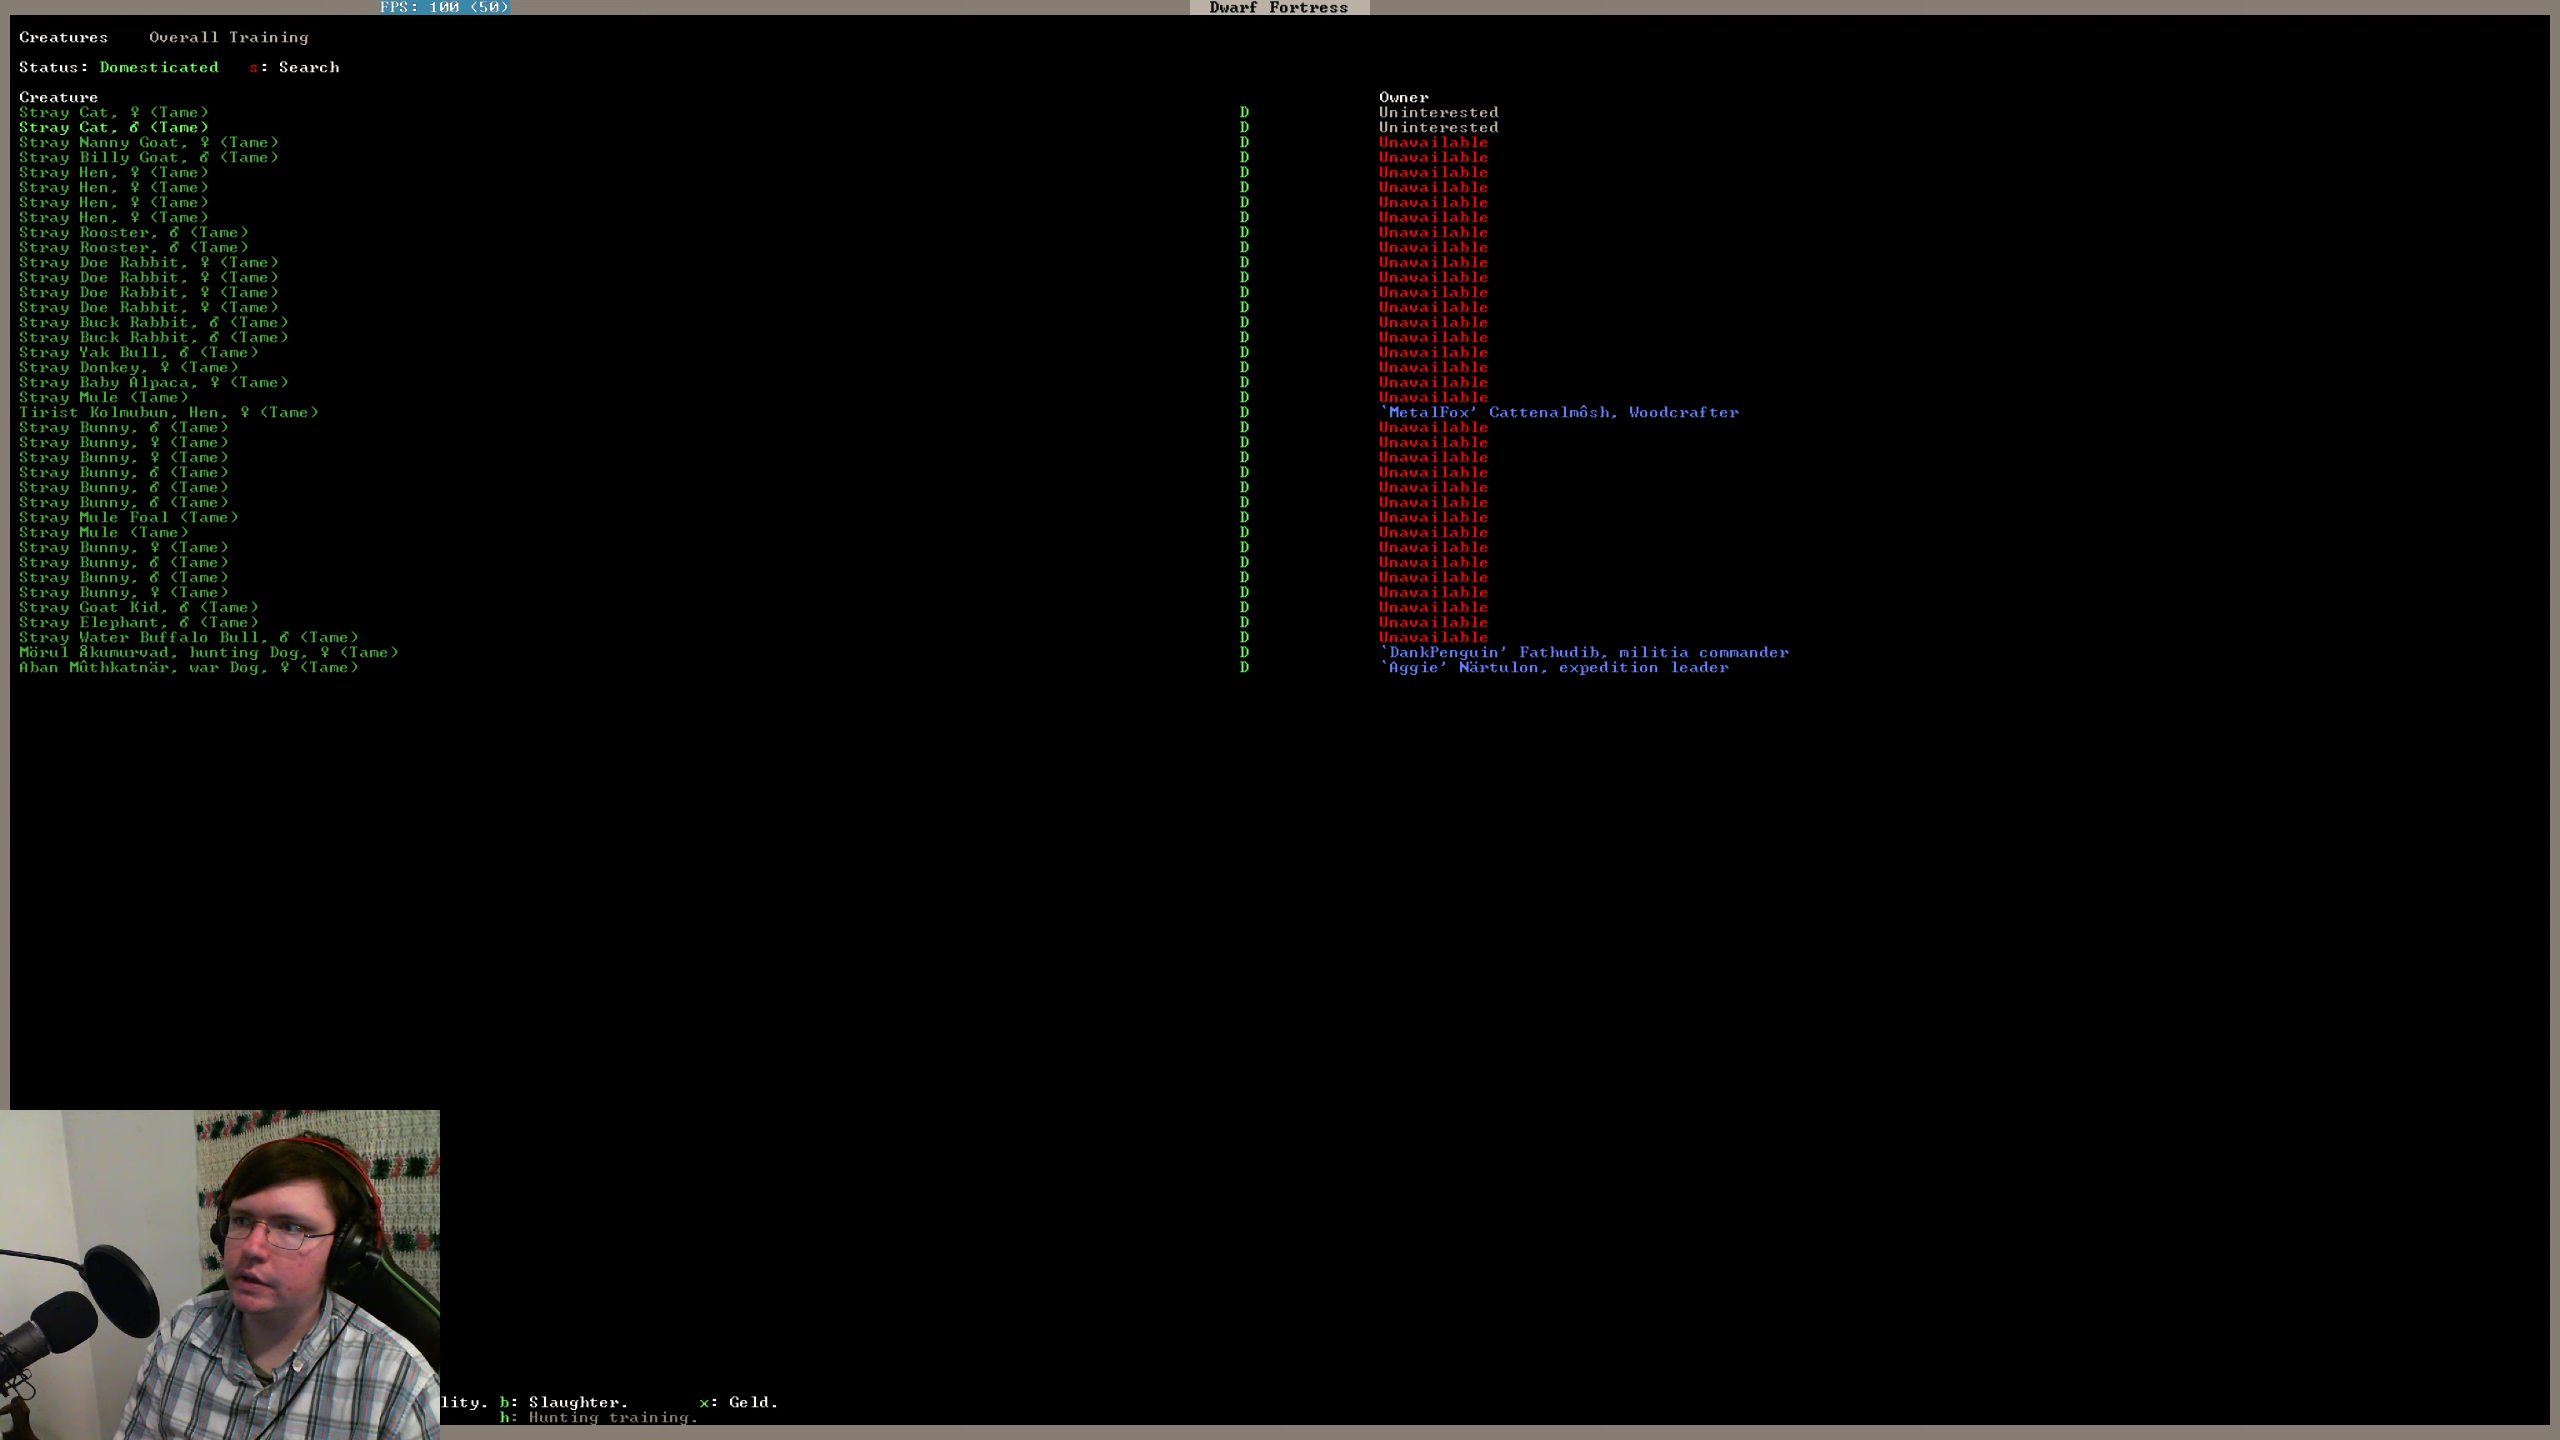 FPS: 100 (50) Dwarf Fortress
Creatures Overall Training
Status: Domesticated s: Search
Creature Owner
Stray Cat, ♀ (Tame) D Uninterested
Stray Cat, ♂ (Tame) D Uninterested
Stray Nanny Goat, ♀ (Tame) D Unavailable
Stray Billy Goat, ♂ (Tame) D Unavailable
Stray Hen, ♀ (Tame) D Unavailable
Stray Hen, ♀ (Tame) D Unavailable
Stray Hen, ♀ (Tame) D Unavailable
Stray Hen, ♀ (Tame) D Unavailable
Stray Rooster, ♂ (Tame) D Unavailable
Stray Rooster, ♂ (Tame) D Unavailable
Stray Doe Rabbit, ♀ (Tame) D Unavailable
Stray Doe Rabbit, ♀ (Tame) D Unavailable
Stray Doe Rabbit, ♀ (Tame) D Unavailable
Stray Doe Rabbit, ♀ (Tame) D Unavailable
Stray Buck Rabbit, ♂ (Tame) D Unavailable
Stray Buck Rabbit, ♂ (Tame) D Unavailable
Stray Yak Bull, ♂ (Tame) D Unavailable
Stray Donkey, ♀ (Tame) D Unavailable
Stray Baby Alpaca, ♀ (Tame) D Unavailable
Stray Mule (Tame) D Unavailable
Tirist Kolmubun, Hen, ♀ (Tame) D `MetalFox' Cattenalmôsh, Woodcrafter
Stray Bunny, ♂ (Tame) D Unavailable
Stray Bunny, ♀ (Tame) D Unavailable
Stray Bunny, ♀ (Tame) D Unavailable
Stray Bunny, ♂ (Tame) D Unavailable
Stray Bunny, ♂ (Tame) D Unavailable
Stray Bunny, ♂ (Tame) D Unavailable
Stray Mule Foal (Tame) D Unavailable
Stray Mule (Tame) D Unavailable
Stray Bunny, ♀ (Tame) D Unavailable
Stray Bunny, ♂ (Tame) D Unavailable
Stray Bunny, ♂ (Tame) D Unavailable
Stray Bunny, ♀ (Tame) D Unavailable
Stray Goat Kid, ♂ (Tame) D Unavailable
Stray Elephant, ♂ (Tame) D Unavailable
Stray Water Buffalo Bull, ♂ (Tame) D Unavailable
Mörul Åkumurvad, hunting Dog, ♀ (Tame) D `DankPenguin' Fathudib, militia commander
Aban Mûthkatnär, war Dog, ♀ (Tame) D `Aggie' Närtulon, expedition leader
lity. b: Slaughter. x: Geld.
h: Hunting training.